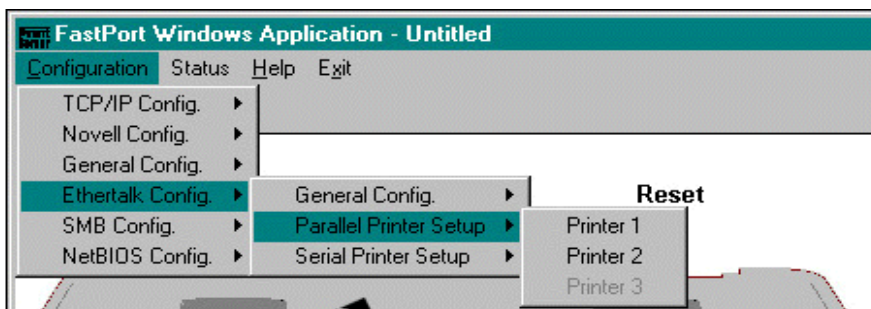 FastPort Windows Application - Untitled
Configuration Status Help Exit
TCP/IP Config.
Novell Config.
General Config.
Ethertalk Config. General Config. Reset
SMB Config. Parallel Printer Setup Printer 1
NetBIOS Config. Serial Printer Setup Printer 2
Printer 3